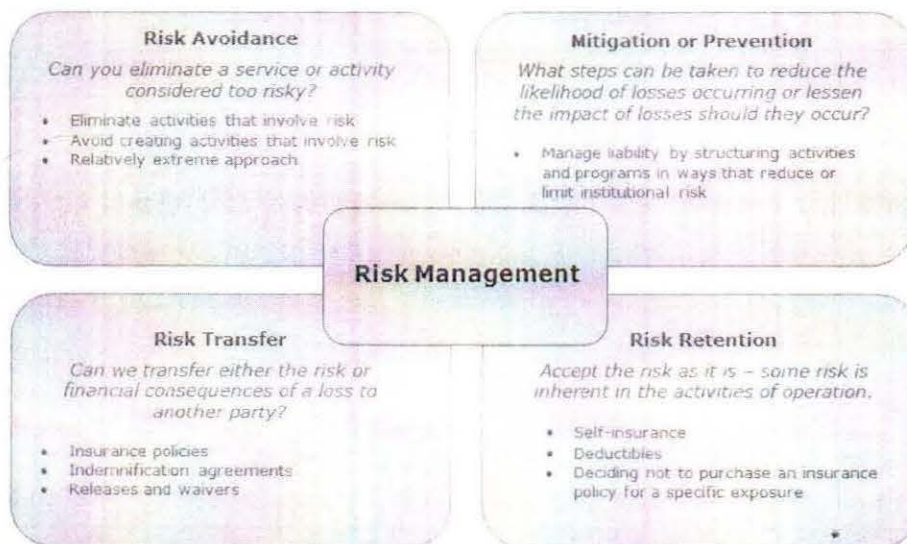 Risk Avoidance
Can you eliminate a service or activity
considered too risky?
• Eliminate activities that involve risk
• Avoid creating activities that involve risk
• Relatively extreme approach
Mitigation or Prevention
What steps can be taken to reduce the
likelihood of losses occurring or lessen
the impact of losses should they occur?
• Manage liability by structuring activities
and programs in ways that reduce or
limit institutional risk
Risk Management
Risk Transfer
Can we transfer either the risk or
financial consequences of a loss to
another party?
• Insurance policies
• Indemnification agreements
• Releases and waivers
Risk Retention
Accept the risk as it is – some risk is
inherent in the activities of operation.
• Self-insurance
• Deductibles
• Deciding not to purchase an insurance
policy for a specific exposure